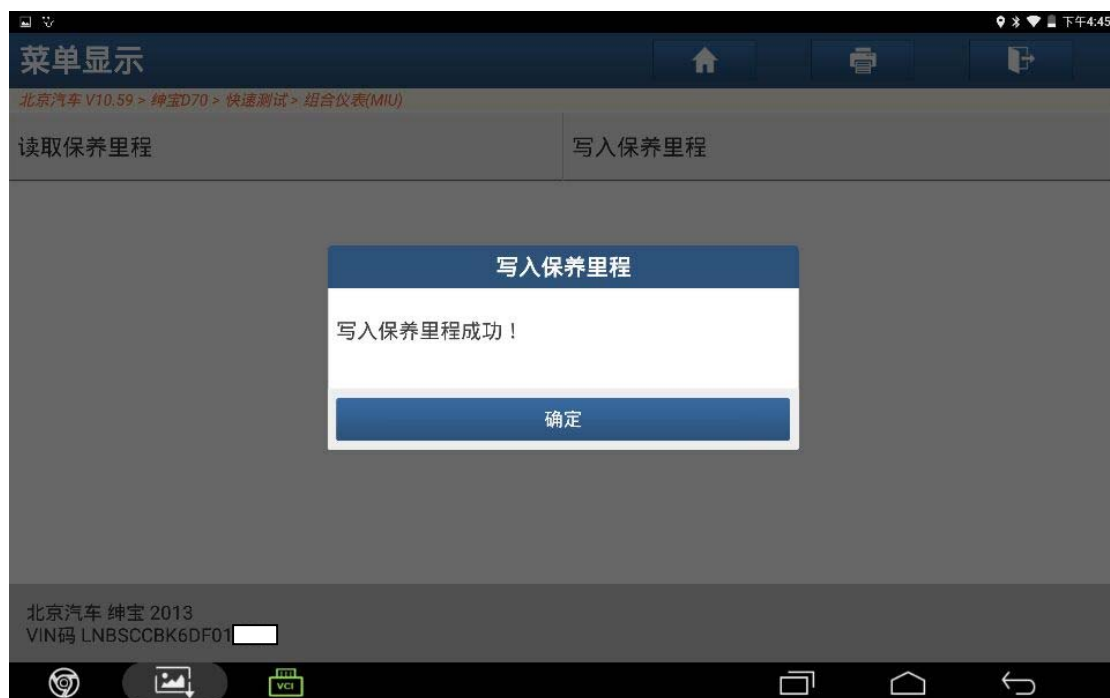 下午4:45
菜单显示
北京汽车 V10.59 > 绅宝D70 > 快速测试 > 组合仪表(MIU)
读取保养里程
写入保养里程
写入保养里程
写入保养里程成功！
确定
北京汽车 绅宝 2013
VIN码 LNBSCCBK6DF01
VCI